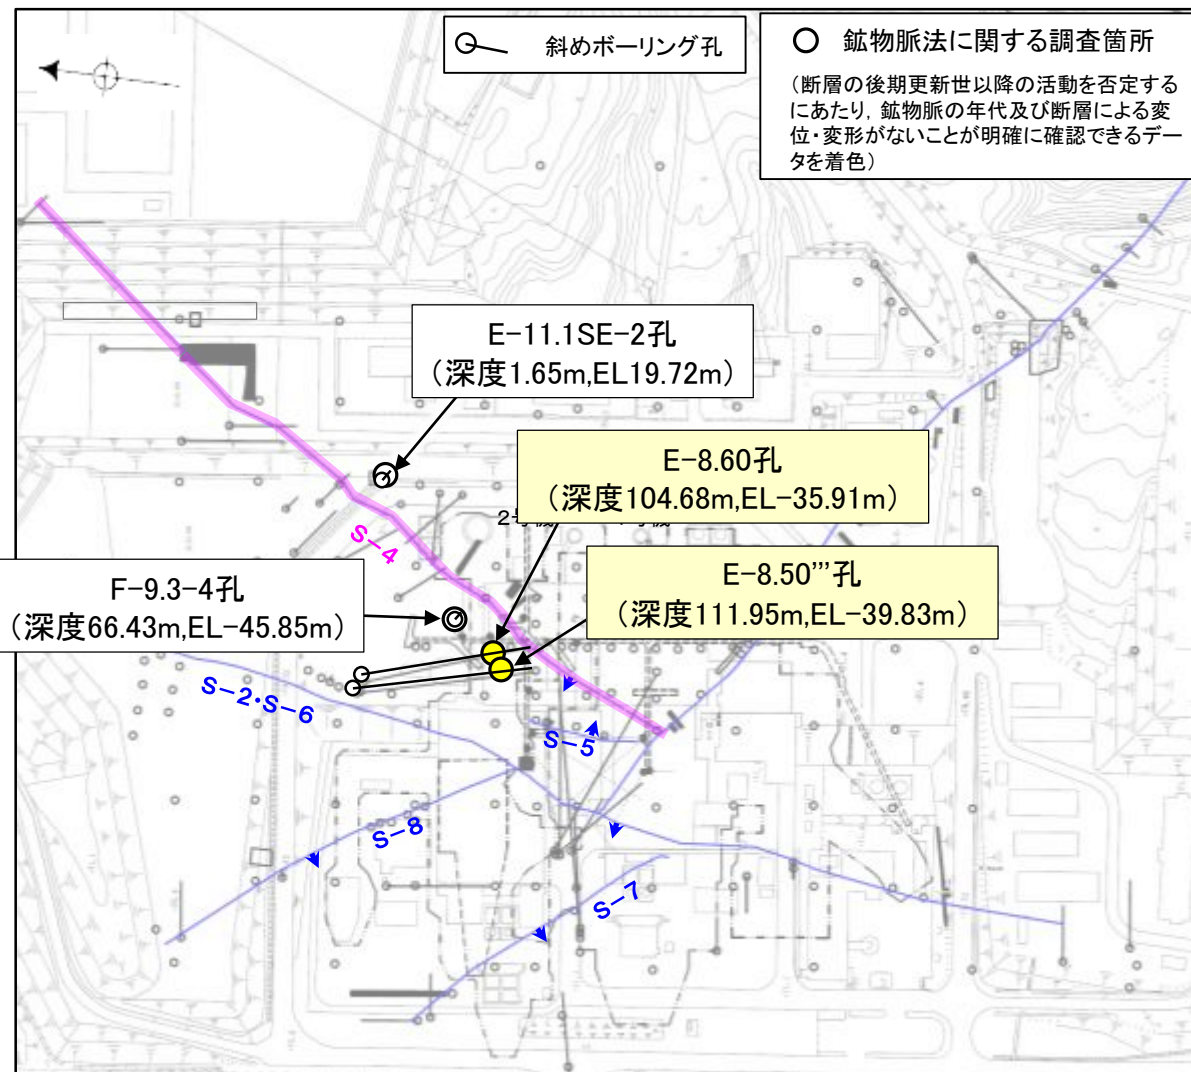 斜めボーリング孔
鉱物脈法に関する調査箇所
（断層の後期更新世以降の活動を否定する
にあたり, 鉱物脈の年代及び断層による変
位・変形がないことが明確に確認できるデー
タを着色）
E-11.1SE-2孔
（深度1.65m,EL19.72m）
E-8.60孔
（深度104.68m,EL-35.91m）
S-4
E-8.50'''孔
（深度111.95m,EL-39.83m）
F-9.3-4孔
（深度66.43m,EL-45.85m）
S-2・S-6
S-5
S-8
S-7